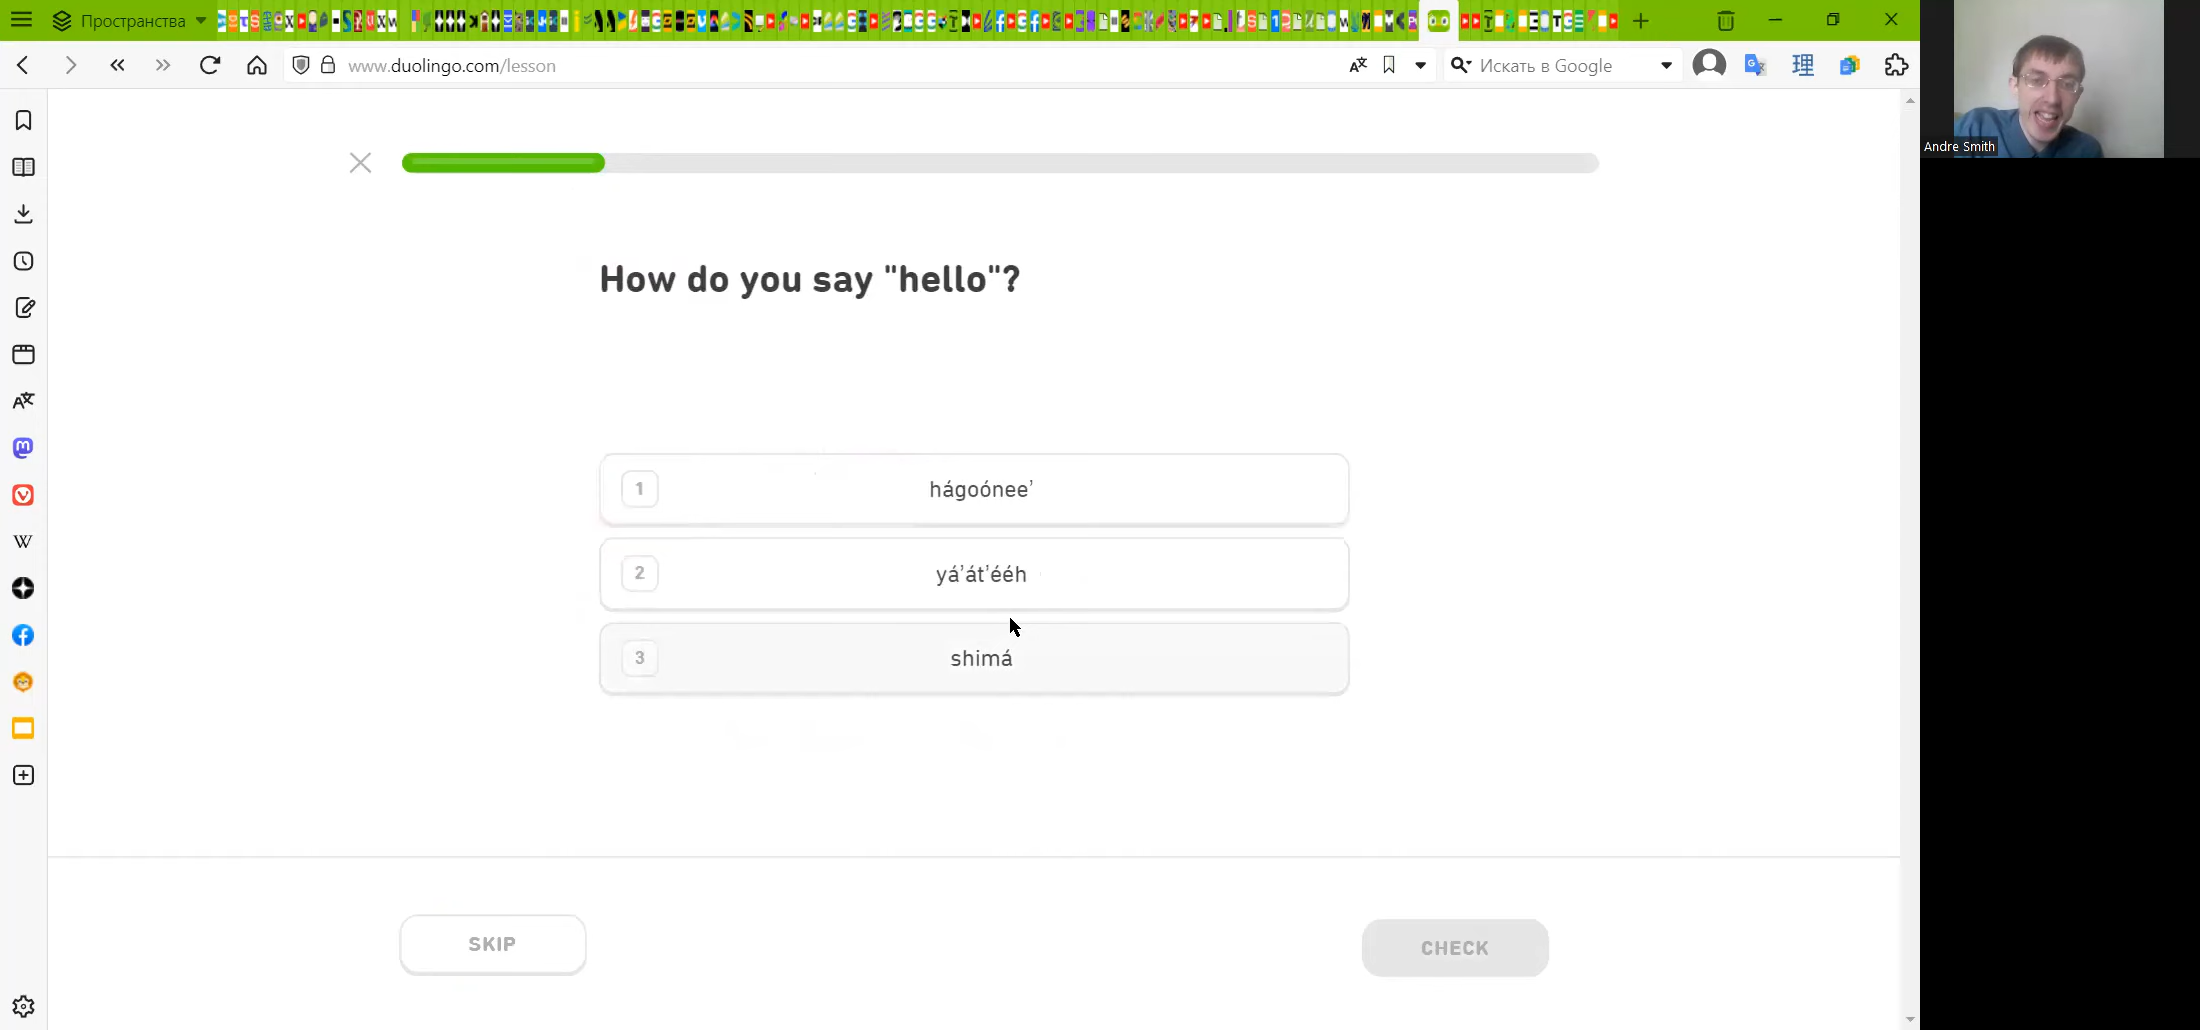 Пространства
www.duolingo.com/lesson
Искать в Google
Andre Smith
How do you say "hello"?
1 hágoónee’
2 yá’át’ééh
3 shimá
SKIP
CHECK